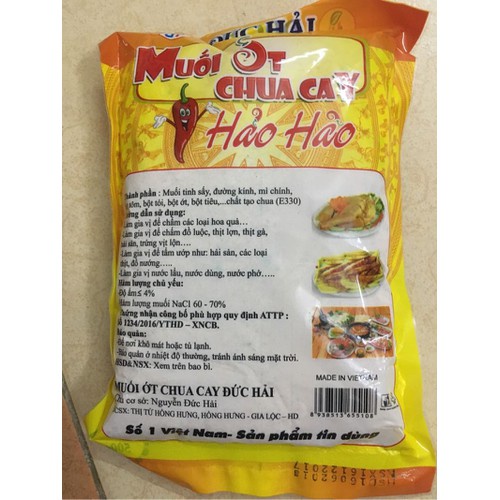 ĐỨC HẢI
MUỐI ỚT
CHUA CAY
Hảo Hảo
Thành phần : Muối tinh sấy, đường kính, mì chính,
tôm, bột tỏi, bột ớt, bột tiêu,...chất tạo chua (E330)
Hướng dẫn sử dụng:
-Làm gia vị để chấm các loại hoa quả…
-Làm gia vị để chấm đồ luộc, thịt lợn, thịt gà,
hải sản, trứng vịt lộn….
-Làm gia vị để tẩm ướp như: hải sản, các loại
thịt, đồ nướng…..
-Làm gia vị nước lẩu, nước dùng, nước phở….
Hàm lượng chủ yếu:
-Độ ẩm≤ 4%
-Hàm lượng muối NaCl 60 - 70%
Chứng nhận công bố phù hợp quy định ATTP :
Số 1234/2016/YTHD – XNCB.
Bảo quản:
-Để nơi khô mát hoặc tủ lạnh.
-Bảo quản ở nhiệt độ thường, tránh ánh sáng mặt trời.
HSD&NSX: Xem trên bao bì.
MADE IN VIETNAM
MUỐI ỚT CHUA CAY ĐỨC HẢI
Chủ cơ sở: Nguyễn Đức Hải
ĐCSX: THỊ TỨ HỒNG HƯNG, HỒNG HƯNG - GIA LỘC – HD
8 938513 655108
Số 1 Việt Nam- Sản phẩm tin dùng
NSX16122017